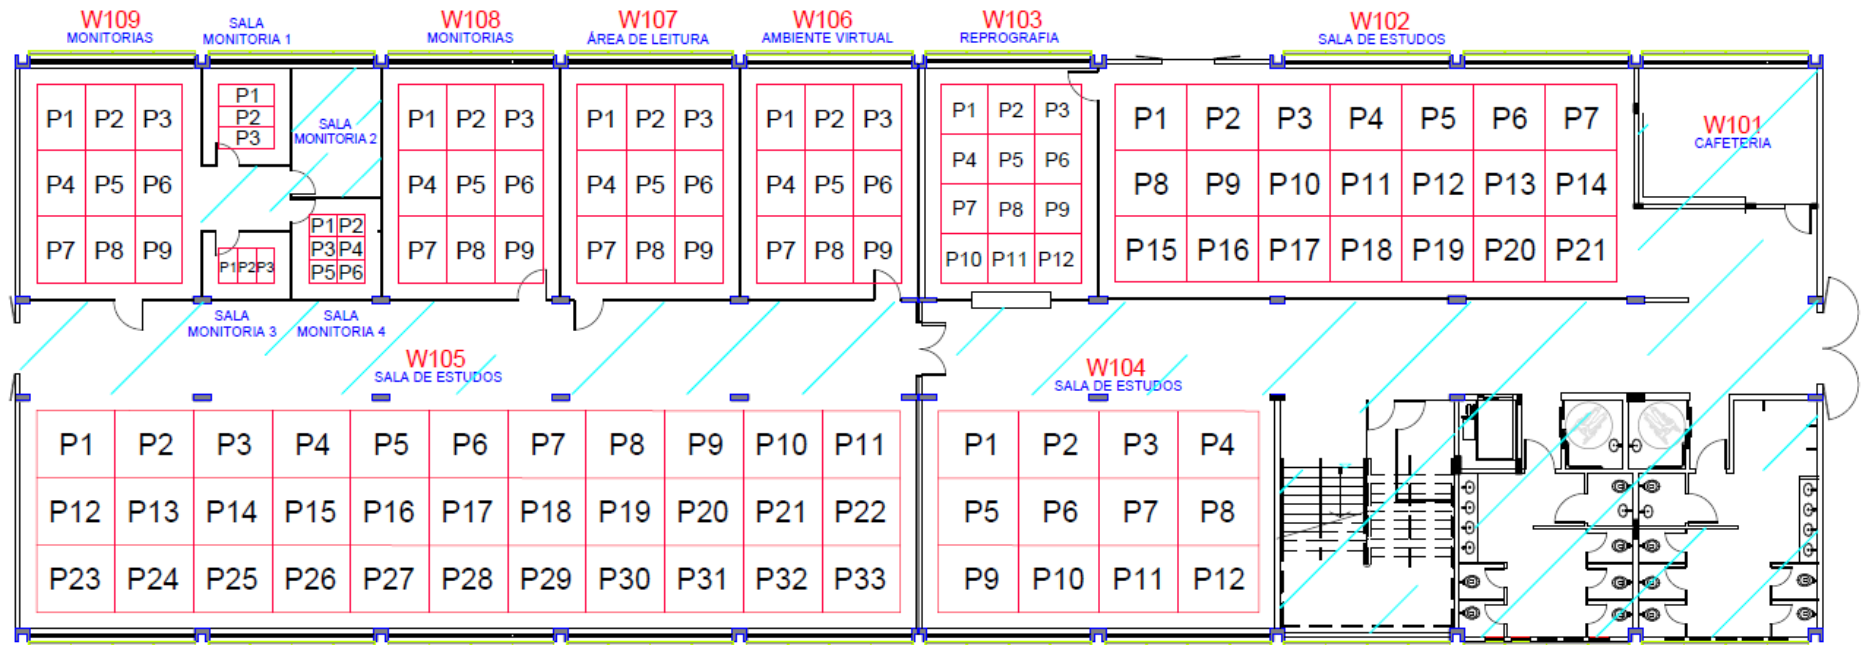 W109
MONITORIAS
SALA
MONITORIA 1
W108
MONITORIAS
W107
ÁREA DE LEITURA
W106
AMBIENTE VIRTUAL
W103
REPROGRAFIA
W102
SALA DE ESTUDOS
P1 P2 P3
P4 P5 P6
P7 P8 P9
P1
P2
P3
SALA
MONITORIA 2
P1P2P3
P1 P2
P3 P4
P5 P6
SALA
MONITORIA 3
SALA
MONITORIA 4
P1 P2 P3
P4 P5 P6
P7 P8 P9
P1 P2 P3
P4 P5 P6
P7 P8 P9
P1 P2 P3
P4 P5 P6
P7 P8 P9
P1 P2 P3
P4 P5 P6
P7 P8 P9
P10 P11 P12
P1 P2 P3 P4 P5 P6 P7
P8 P9 P10 P11 P12 P13 P14
P15 P16 P17 P18 P19 P20 P21
W101
CAFETERIA
W105
SALA DE ESTUDOS
P1 P2 P3 P4 P5 P6 P7 P8 P9 P10 P11
P12 P13 P14 P15 P16 P17 P18 P19 P20 P21 P22
P23 P24 P25 P26 P27 P28 P29 P30 P31 P32 P33
W104
SALA DE ESTUDOS
P1 P2 P3 P4
P5 P6 P7 P8
P9 P10 P11 P12